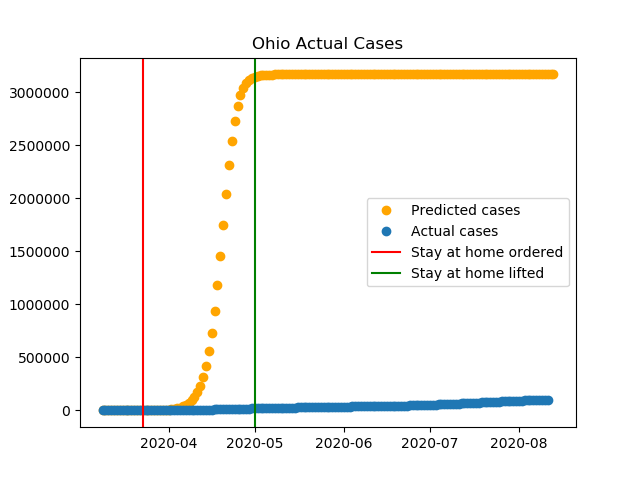 Ohio Actual Cases
3000000
2500000
2000000
1500000
1000000
500000
0
Predicted cases
Actual cases
Stay at home ordered
Stay at home lifted
2020-04 2020-05 2020-06 2020-07 2020-08